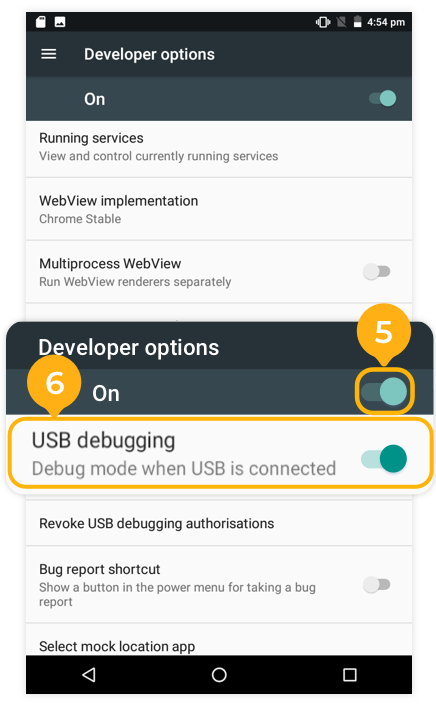 4:54 pm
Developer options
On
Running services
View and control currently running services
WebView implementation
Chrome Stable
Multiprocess WebView
Run WebView renderers separately
5
Developer options
6
On
USB debugging
Debug mode when USB is connected
Revoke USB debugging authorisations
Bug report shortcut
Show a button in the power menu for taking a bug
report
Select mock location app